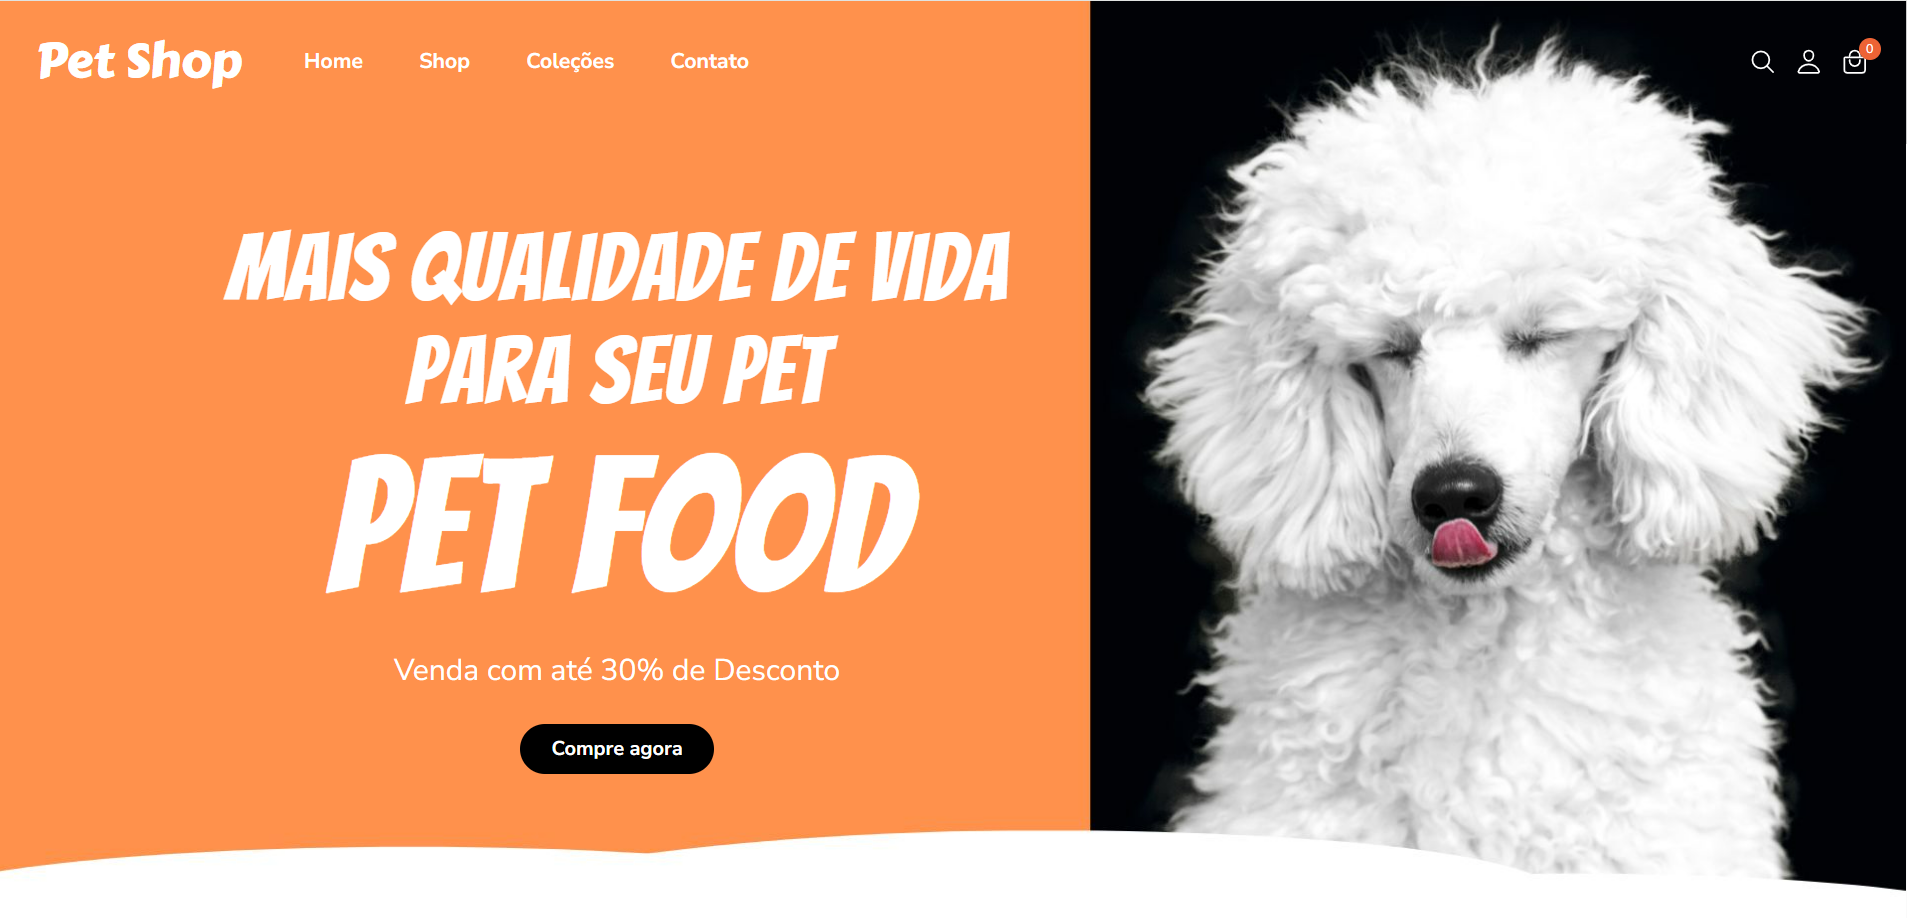 Pet Shop
Home
Shop
Coleções
Contato
0
MAIS QUALIDADE DE VIDA
PARA SEU PET
PET FOOD
Venda com até 30% de Desconto
Compre agora